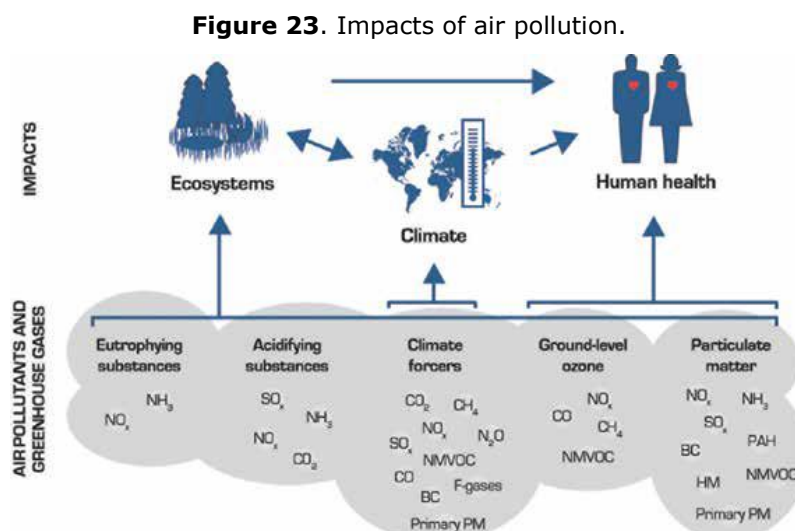 Figure 23. Impacts of air pollution.
IMPACTS
Ecosystems
Climate
Human health
AIR POLLUTANTS AND
GREENHOUSE GASES
Eutrophying
substances
NOₓ
NH₃
Acidifying
substances
SOₓ
NH₃
NOₓ
CO₂
Climate
forcers
CO₂
CH₄
NOₓ
SOₓ
N₂O
NMVOC
CO
F-gases
BC
Primary PM
Ground-level
ozone
NOₓ
CO
CH₄
NMVOC
Particulate
matter
NOₓ
NH₃
SOₓ
BC
PAH
HM
NMVOC
Primary PM